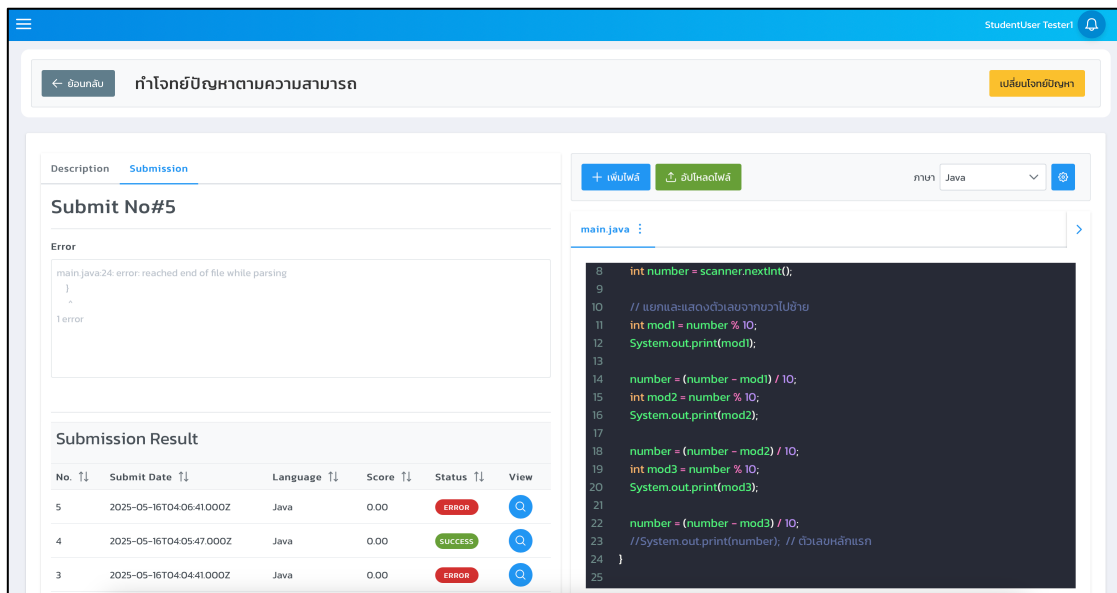 StudentUser Tester1
← ย้อนกลับ
ทำโจทย์ปัญหาตามความสามารถ
เปลี่ยนโจทย์ปัญหา
Description
Submission
Submit No#5
Error
main.java:24: error: reached end of file while parsing
}
^
1 error
Submission Result
No. Submit Date Language Score Status View
5 2025-05-16T04:06:41.000Z Java 0.00 ERROR
4 2025-05-16T04:05:47.000Z Java 0.00 SUCCESS
3 2025-05-16T04:04:41.000Z Java 0.00 ERROR
+ เพิ่มไฟล์
อัปโหลดไฟล์
ภาษา Java
main.java
8 int number = scanner.nextInt();
9
10 // แยกและแสดงตัวเลขจากขวาไปซ้าย
11 int mod1 = number % 10;
12 System.out.print(mod1);
13
14 number = (number - mod1) / 10;
15 int mod2 = number % 10;
16 System.out.print(mod2);
17
18 number = (number - mod2) / 10;
19 int mod3 = number % 10;
20 System.out.print(mod3);
21
22 number = (number - mod3) / 10;
23 //System.out.print(number); // ตัวเลขหลักแรก
24 }
25